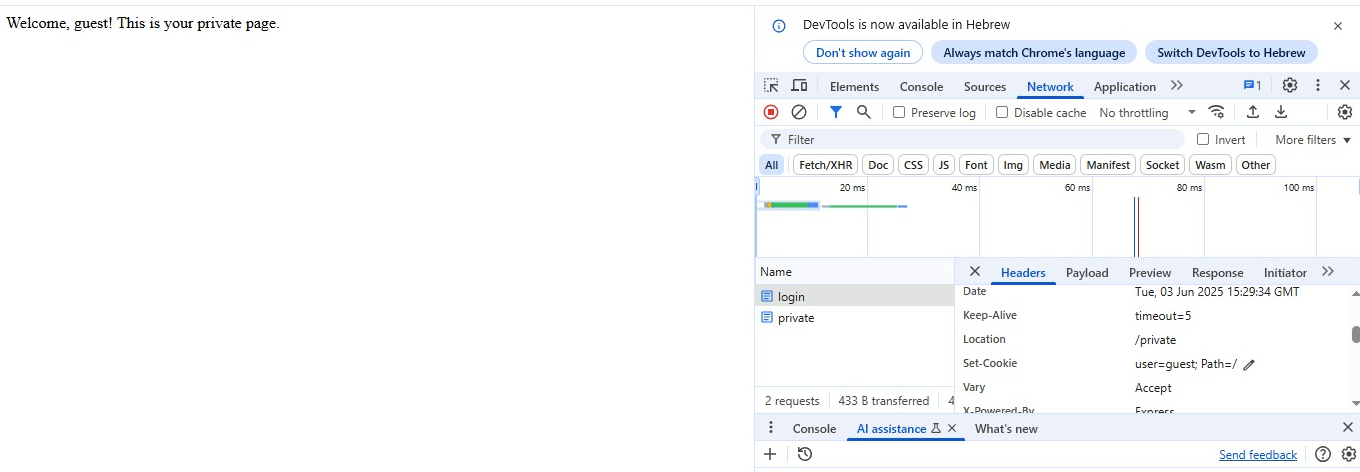 Welcome, guest! This is your private page.
DevTools is now available in Hebrew
Don't show again Always match Chrome's language Switch DevTools to Hebrew
Elements Console Sources Network Application 1
Preserve log Disable cache No throttling
Filter Invert More filters
All Fetch/XHR Doc CSS JS Font Img Media Manifest Socket Wasm Other
20 ms 40 ms 60 ms 80 ms 100 ms
Name Headers Payload Preview Response Initiator
login
private
Date Tue, 03 Jun 2025 15:29:34 GMT
Keep-Alive timeout=5
Location /private
Set-Cookie user=guest; Path=/
Vary Accept
X-Powered-By Express
2 requests 433 B transferred 4
Console AI assistance What's new
Send feedback